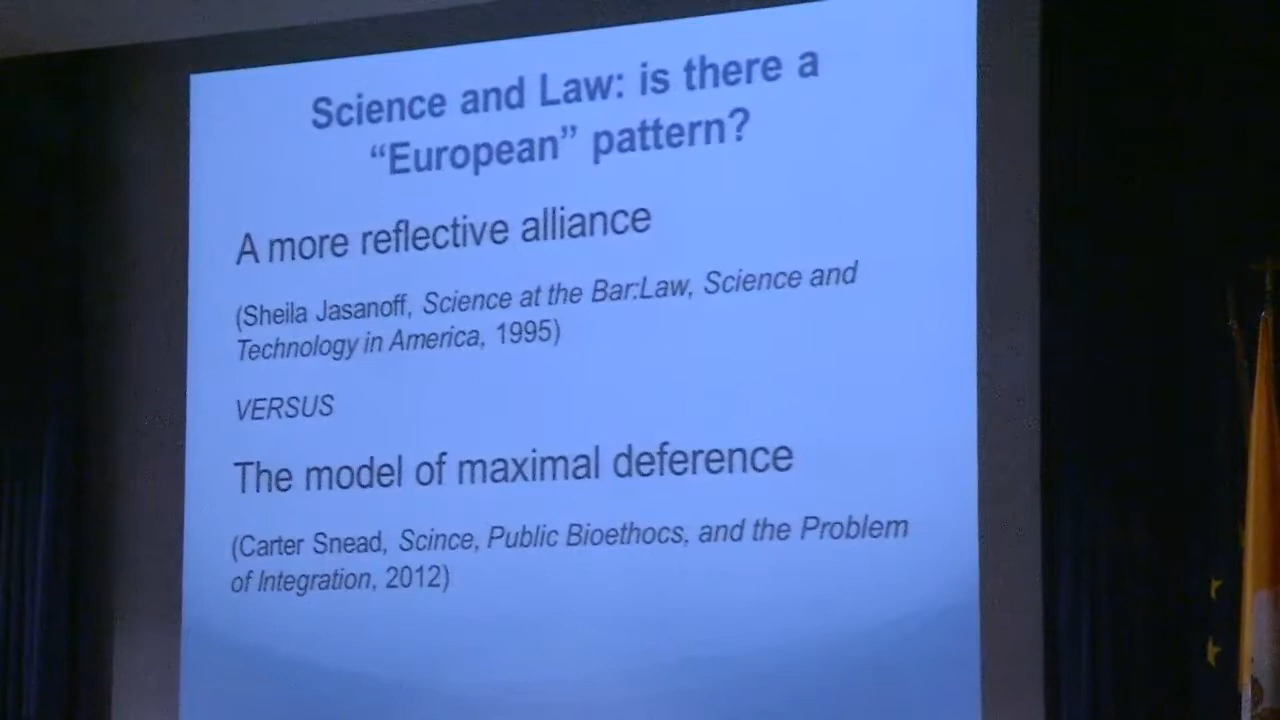 Science and Law: is there a
“European” pattern?
A more reflective alliance
(Sheila Jasanoff, Science at the Bar:Law, Science and
Technology in America, 1995)
VERSUS
The model of maximal deference
(Carter Snead, Scince, Public Bioethocs, and the Problem
of Integration, 2012)